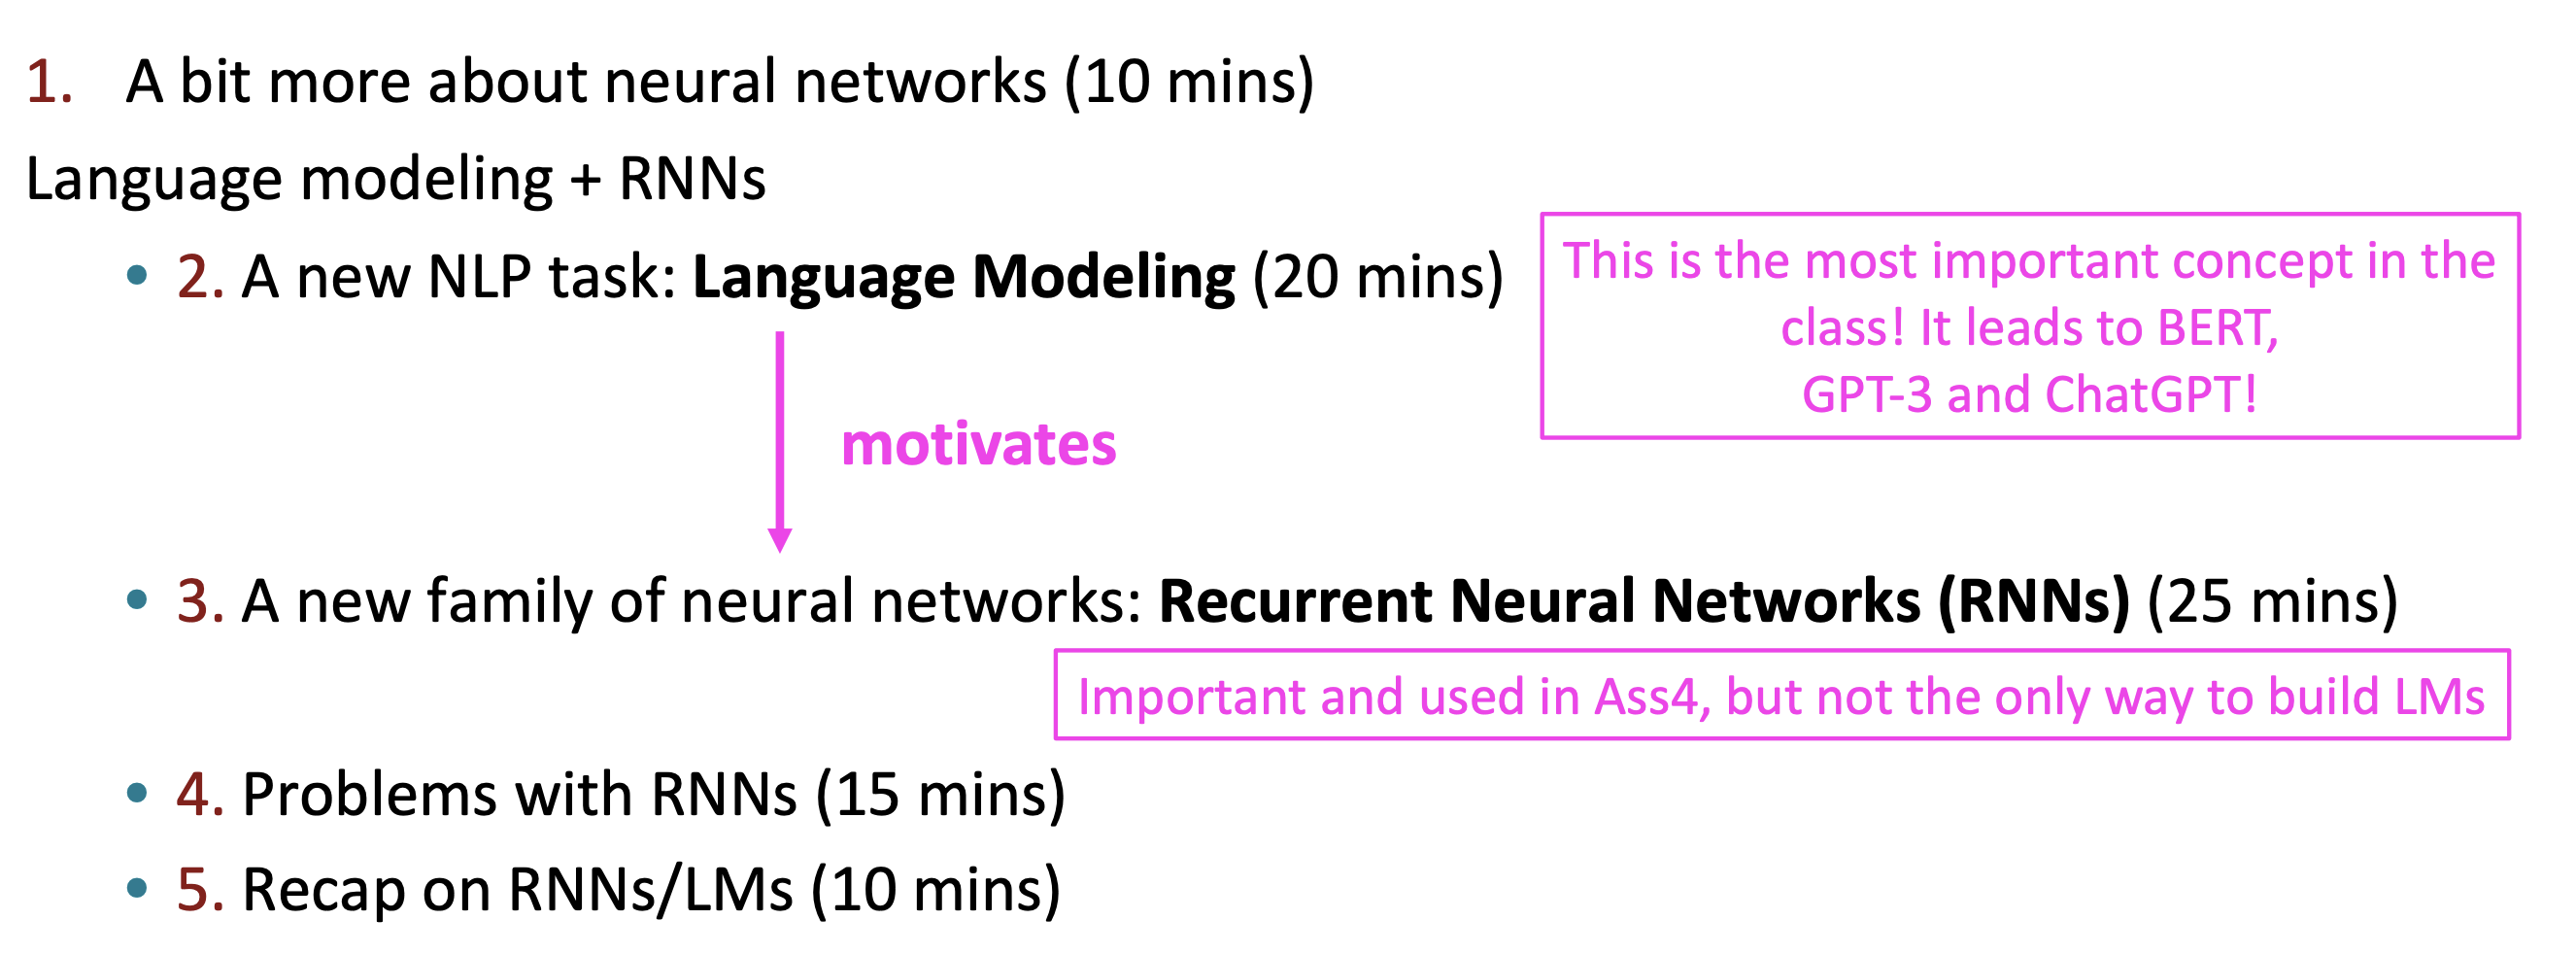 1. A bit more about neural networks (10 mins)
Language modeling + RNNs
• 2. A new NLP task: Language Modeling (20 mins)
This is the most important concept in the
class! It leads to BERT,
GPT-3 and ChatGPT!
motivates
• 3. A new family of neural networks: Recurrent Neural Networks (RNNs) (25 mins)
Important and used in Ass4, but not the only way to build LMs
• 4. Problems with RNNs (15 mins)
• 5. Recap on RNNs/LMs (10 mins)